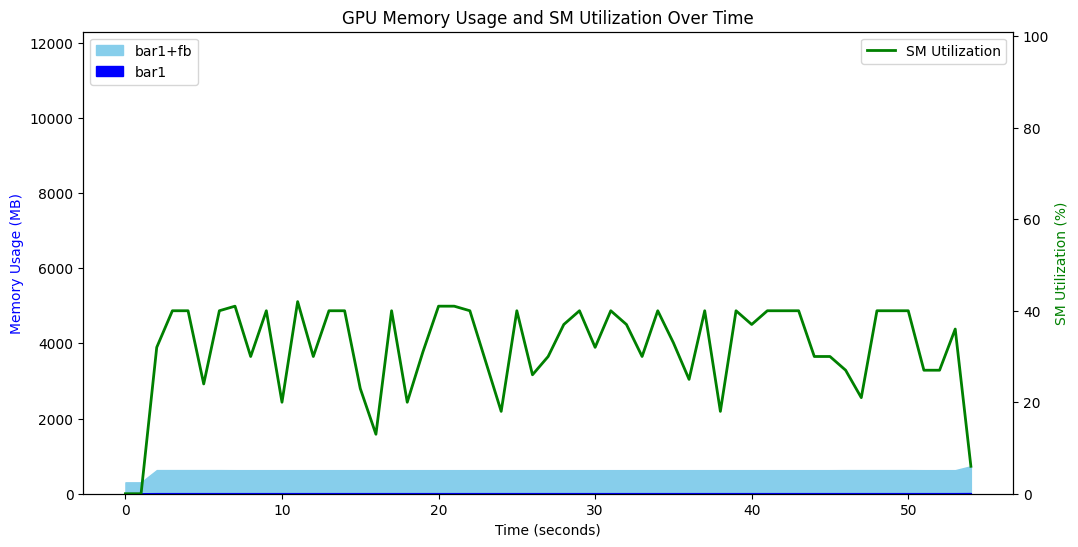 GPU Memory Usage and SM Utilization Over Time
bar1+fb
bar1
SM Utilization
12000
10000
8000
6000
4000
2000
0
Memory Usage (MB)
100
80
60
40
20
0
SM Utilization (%)
0 10 20 30 40 50
Time (seconds)